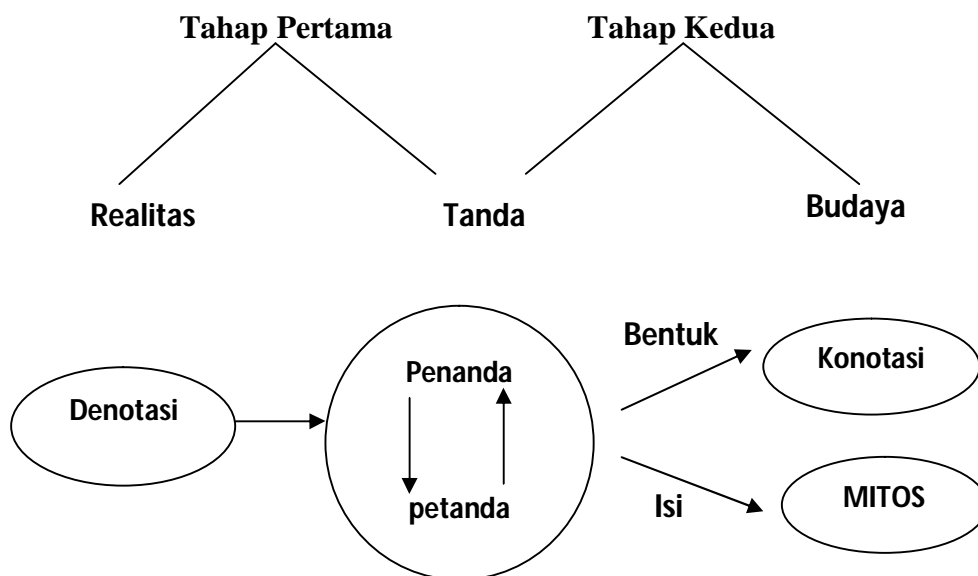 Tahap Pertama Tahap Kedua
Realitas Tanda Budaya
Bentuk
Penanda Konotasi
Denotasi
petanda Isi MITOS